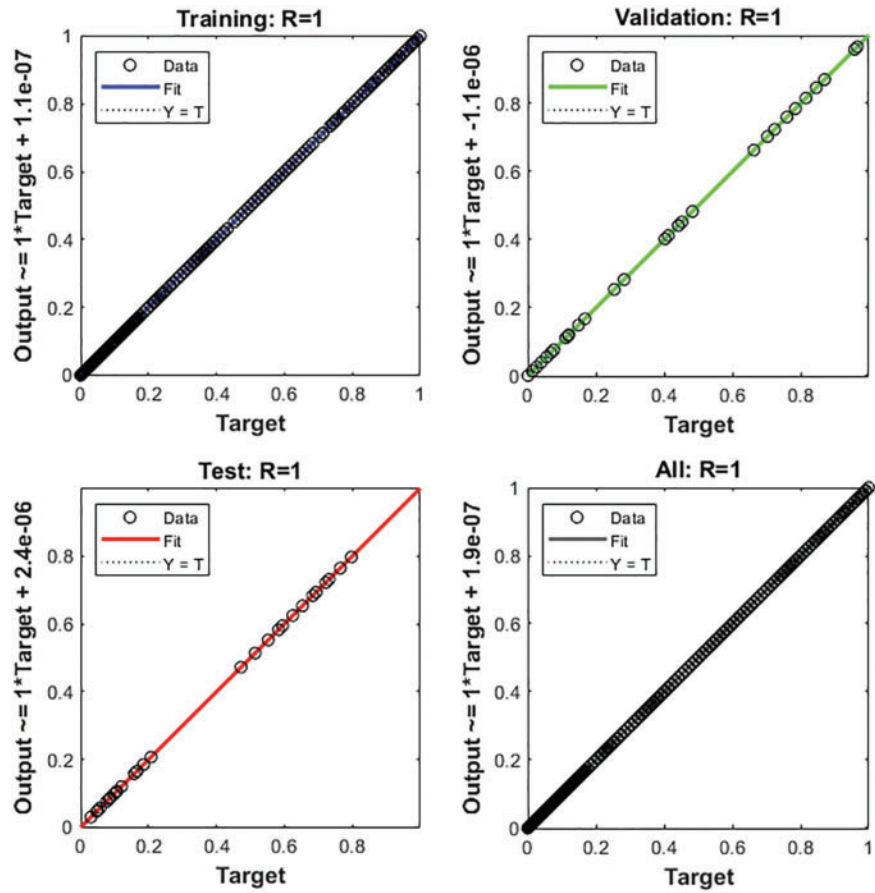 Training: R=1
Output ~= 1*Target + 1.1e-07
1
0.8
0.6
0.4
0.2
0
Data
Fit
Y = T
0 0.2 0.4 0.6 0.8 1
Target
Validation: R=1
Output ~= 1*Target + -1.1e-06
0.8
0.6
0.4
0.2
0
Data
Fit
Y = T
0 0.2 0.4 0.6 0.8
Target
Test: R=1
Output ~= 1*Target + 2.4e-06
0.8
0.6
0.4
0.2
0
Data
Fit
Y = T
0 0.2 0.4 0.6 0.8
Target
All: R=1
Output ~= 1*Target + 1.9e-07
1
0.8
0.6
0.4
0.2
0
Data
Fit
Y = T
0 0.2 0.4 0.6 0.8 1
Target